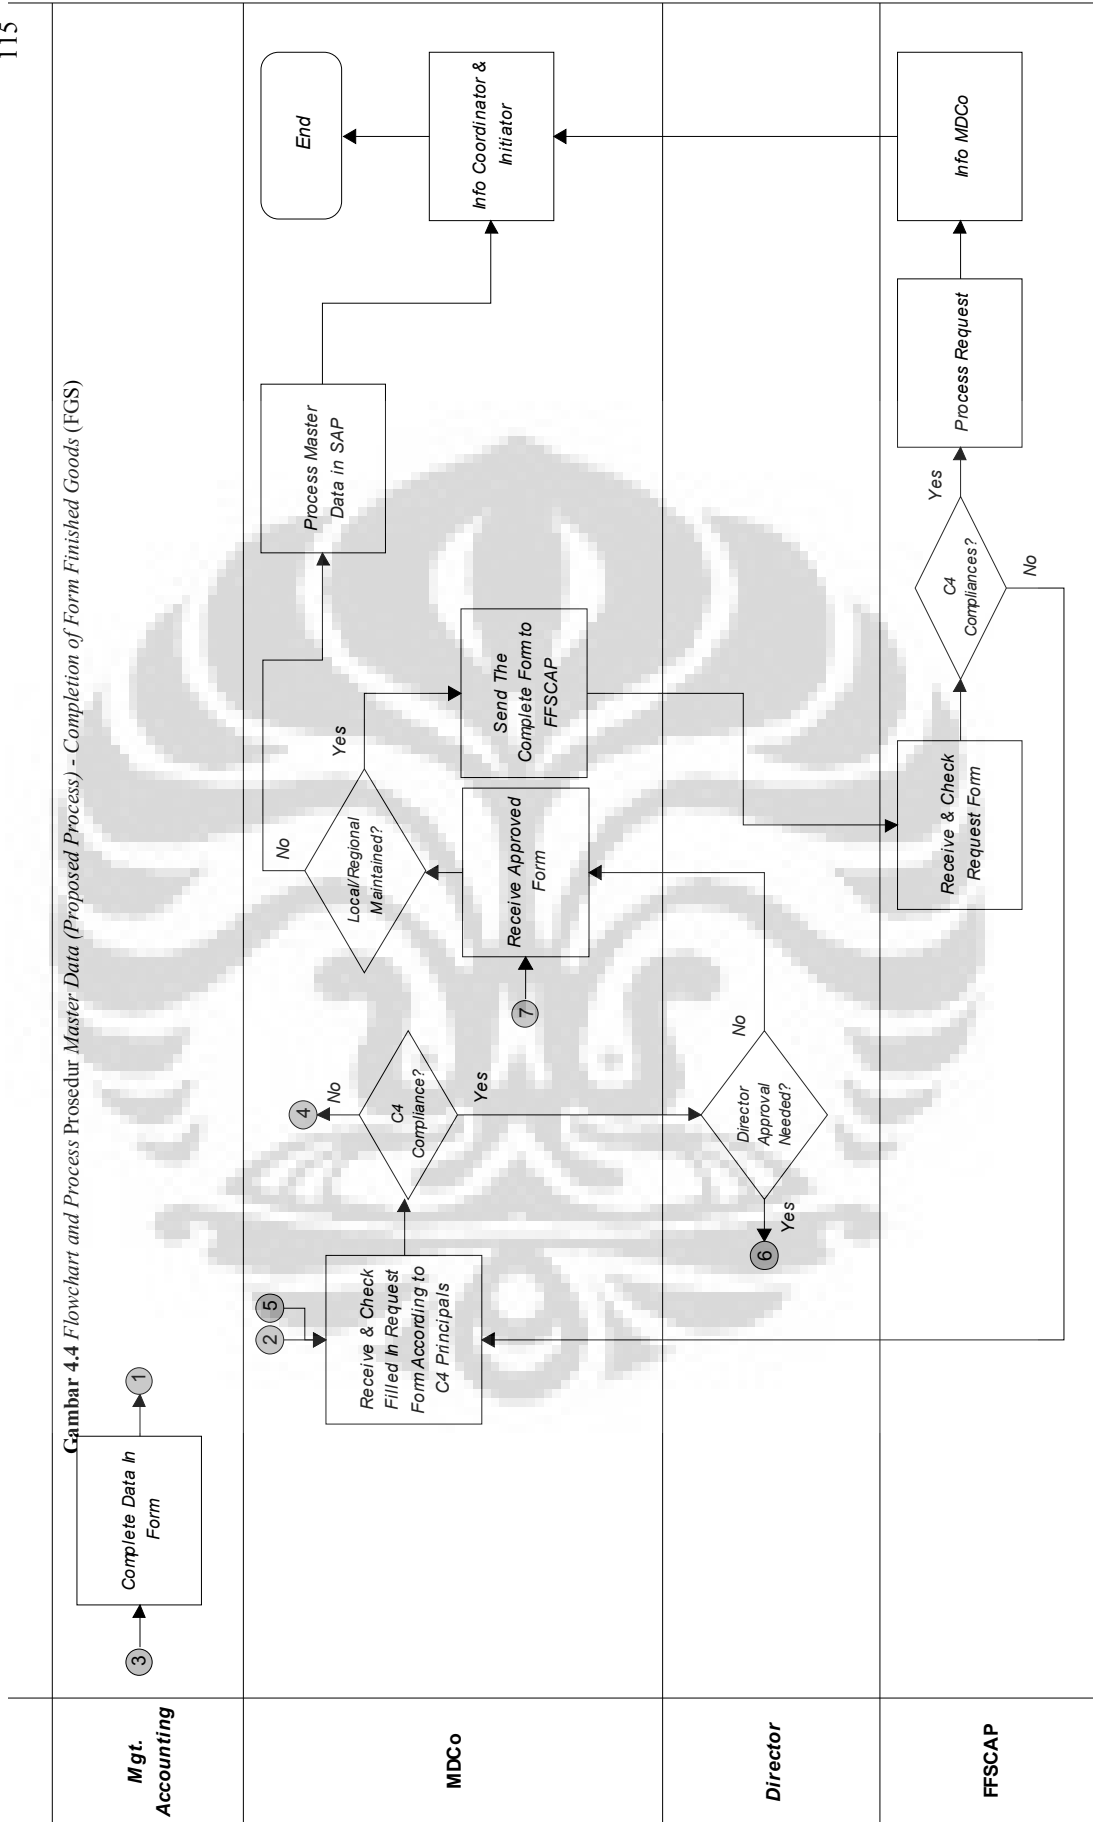 115
Gambar 4.4 Flowchart and Process Prosedur Master Data (Proposed Process) - Completion of Form Finished Goods (FGS)
Mgt.
Accounting
3
Complete Data In
Form
1
MDCo
2
5
Receive & Check
Filled In Request
Form According to
C4 Principals
C4
Compliance?
No
4
Yes
7
Receive Approved
Form
Local/Regional
Maintained?
No
Yes
Send The
Complete Form to
FFSCAP
Process Master
Data in SAP
Info Coordinator &
Initiator
End
Director
Director
Approval
Needed?
Yes
6
No
FFSCAP
Receive & Check
Request Form
C4
Compliances?
Yes
No
Process Request
Info MDCo